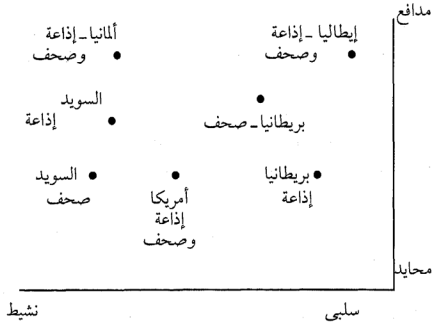 مدافع
إيطاليا ـ إذاعة
وصحف
ألمانيا ـ إذاعة
وصحف
بريطانيا ـ صحف
السويد
إذاعة
بريطانيا
إذاعة
أمريكا
إذاعة
وصحف
السويد
صحف
محايد
سلبي
نشيط